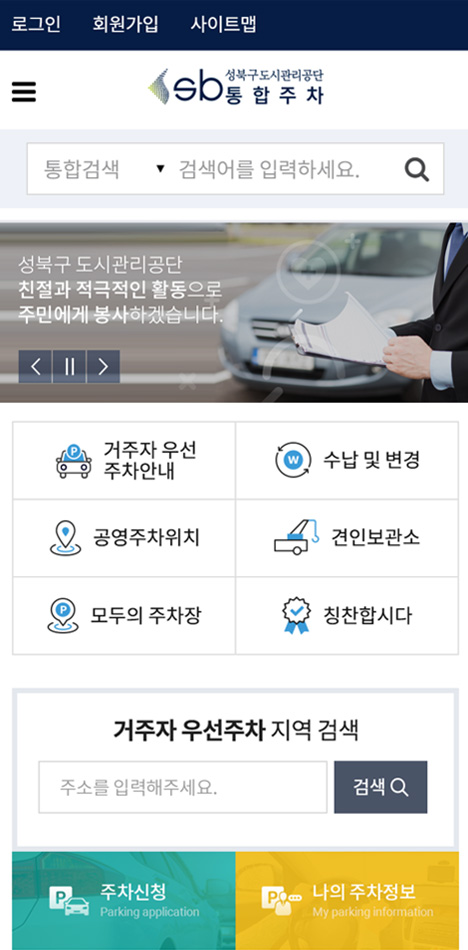 로그인 회원가입 사이트맵
sb 성북구도시관리공단
통합주차
통합검색 ▼ 검색어를 입력하세요.
성북구 도시관리공단
친절과 적극적인 활동으로
주민에게 봉사하겠습니다.
거주자 우선
주차안내
수납 및 변경
공영주차위치
견인보관소
모두의 주차장
칭찬합시다
거주자 우선주차 지역 검색
주소를 입력해주세요. 검색
주차신청
Parking application
나의 주차정보
My parking information